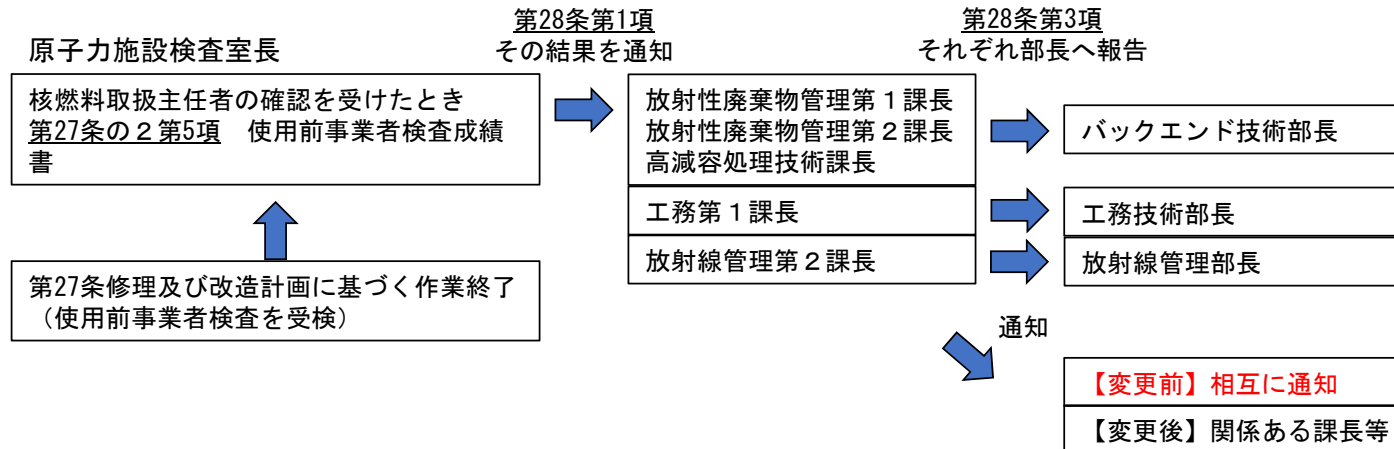 原子力施設検査室長
第28条第1項
その結果を通知
第28条第3項
それぞれ部長へ報告
核燃料取扱主任者の確認を受けたとき
第27条の２第5項　使用前事業者検査成績
書
放射性廃棄物管理第１課長
放射性廃棄物管理第２課長
高減容処理技術課長
バックエンド技術部長
工務第１課長
工務技術部長
放射線管理第２課長
放射線管理部長
第27条修理及び改造計画に基づく作業終了
（使用前事業者検査を受検）
通知
【変更前】相互に通知
【変更後】関係ある課長等